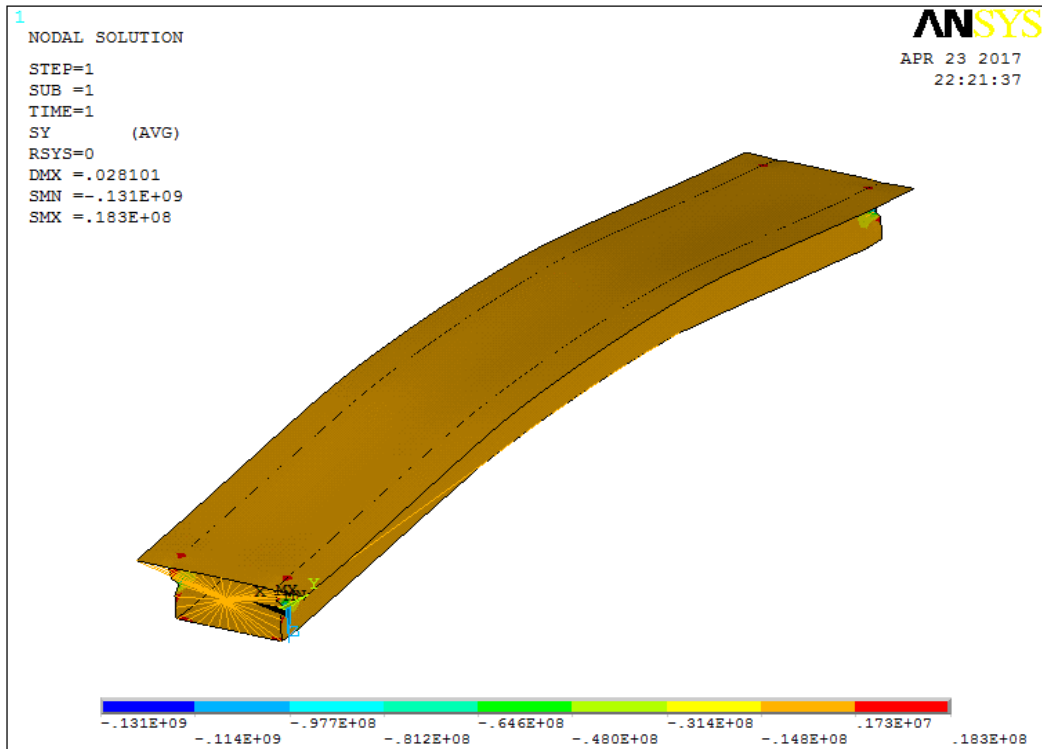 1
NODAL SOLUTION
STEP=1
SUB =1
TIME=1
SY (AVG)
RSYS=0
DMX =.028101
SMN =-.131E+09
SMX =.183E+08
ANSYS
APR 23 2017
22:21:37
X MX Y
MN
-.131E+09 -.977E+08 -.646E+08 -.314E+08 .173E+07
-.114E+09 -.812E+08 -.480E+08 -.148E+08 .183E+08